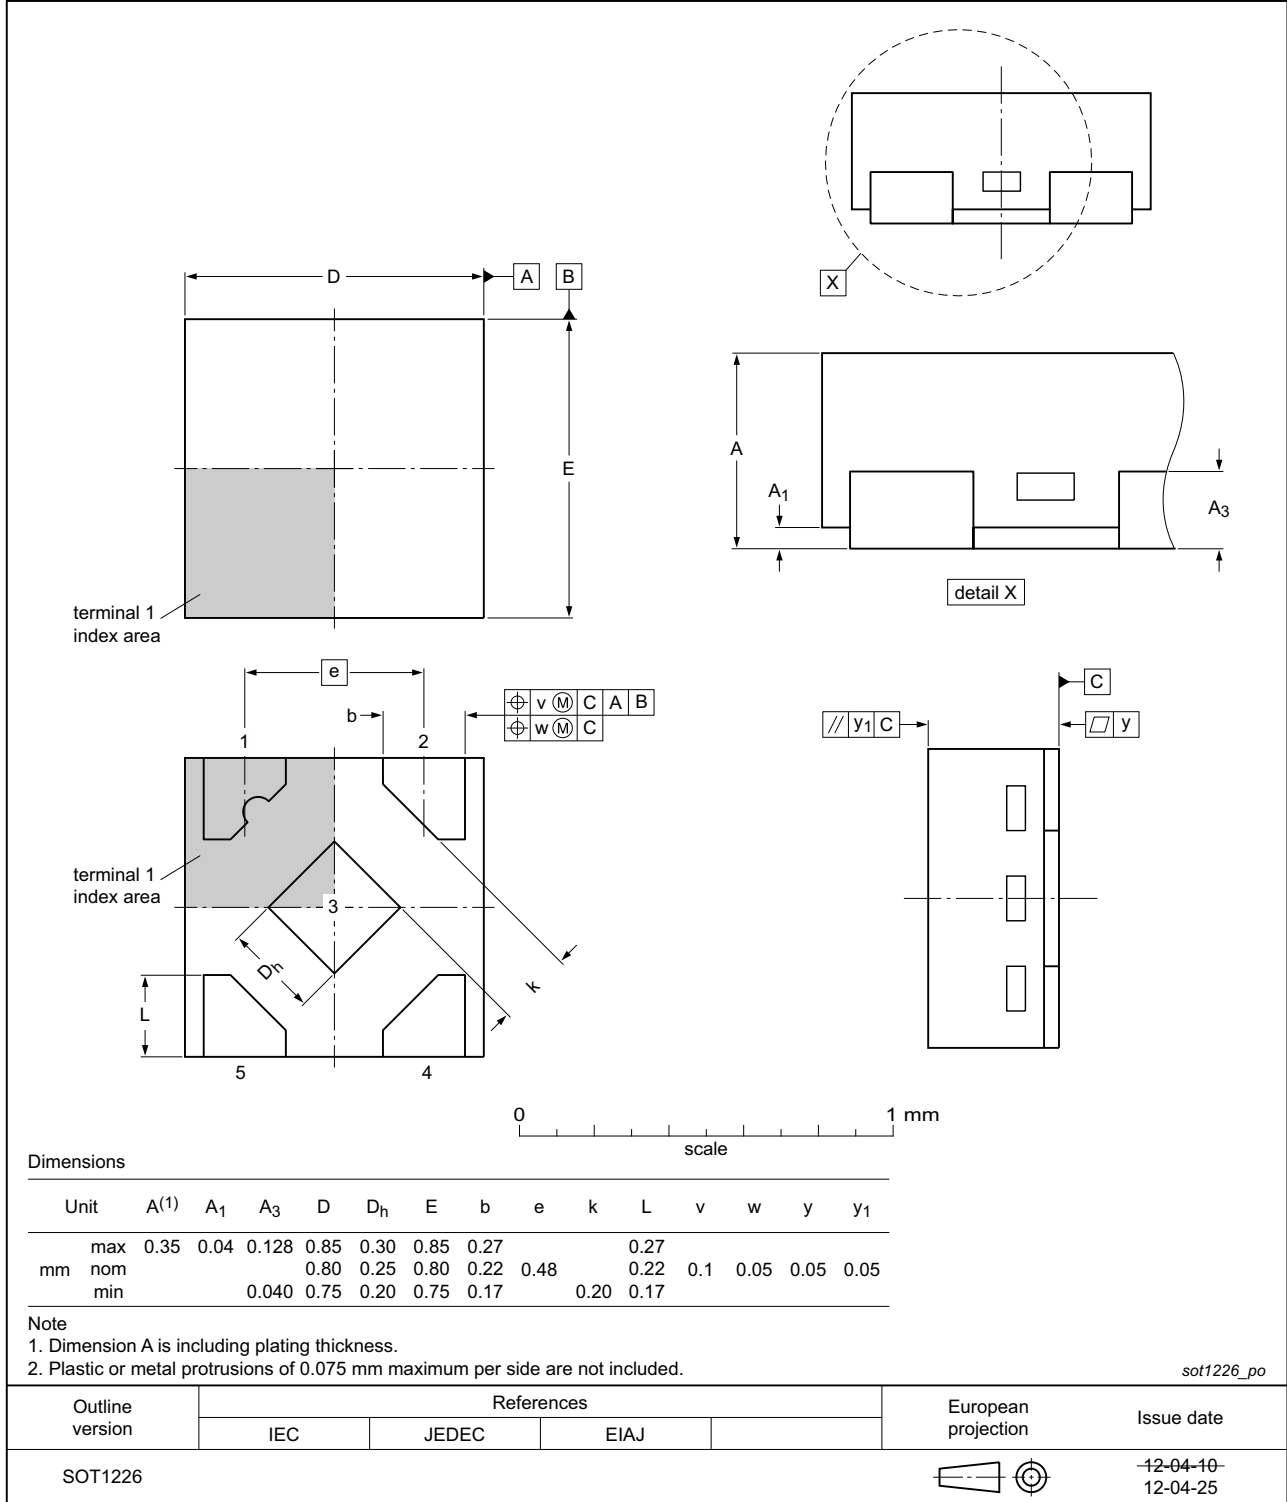 X
D
A
B
E
terminal 1
index area
A
A1
A3
detail X
e
b
v M C A B
w M C
1
2
terminal 1
index area
3
Dh
k
L
5
4
C
// y1 C
y
0
1 mm
scale
Dimensions
Unit A(1) A1 A3 D Dh E b e k L v w y y1
max 0.35 0.04 0.128 0.85 0.30 0.85 0.27 0.27
mm nom 0.80 0.25 0.80 0.22 0.48 0.22 0.1 0.05 0.05 0.05
min 0.040 0.75 0.20 0.75 0.17 0.20 0.17
Note
1. Dimension A is including plating thickness.
2. Plastic or metal protrusions of 0.075 mm maximum per side are not included.
sot1226_po
Outline
version
References
IEC JEDEC EIAJ
European
projection
Issue date
SOT1226
12-04-10
12-04-25